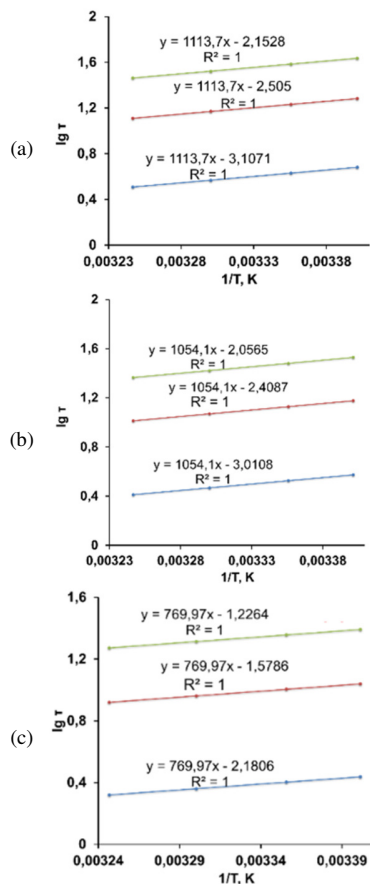 (a)
lg τ
2
1,6
1,2
0,8
0,4
0
y = 1113,7x - 2,1528
R² = 1
y = 1113,7x - 2,505
R² = 1
y = 1113,7x - 3,1071
R² = 1
0,00323 0,00328 0,00333 0,00338
1/T, K
(b)
lg τ
2
1,6
1,2
0,8
0,4
0
y = 1054,1x - 2,0565
R² = 1
y = 1054,1x - 2,4087
R² = 1
y = 1054,1x - 3,0108
R² = 1
0,00323 0,00328 0,00333 0,00338
1/T, K
(c)
lg τ
1,6
1,2
0,8
0,4
0
y = 769,97x - 1,2264
R² = 1
y = 769,97x - 1,5786
R² = 1
y = 769,97x - 2,1806
R² = 1
0,00324 0,00329 0,00334 0,00339
1/T, K